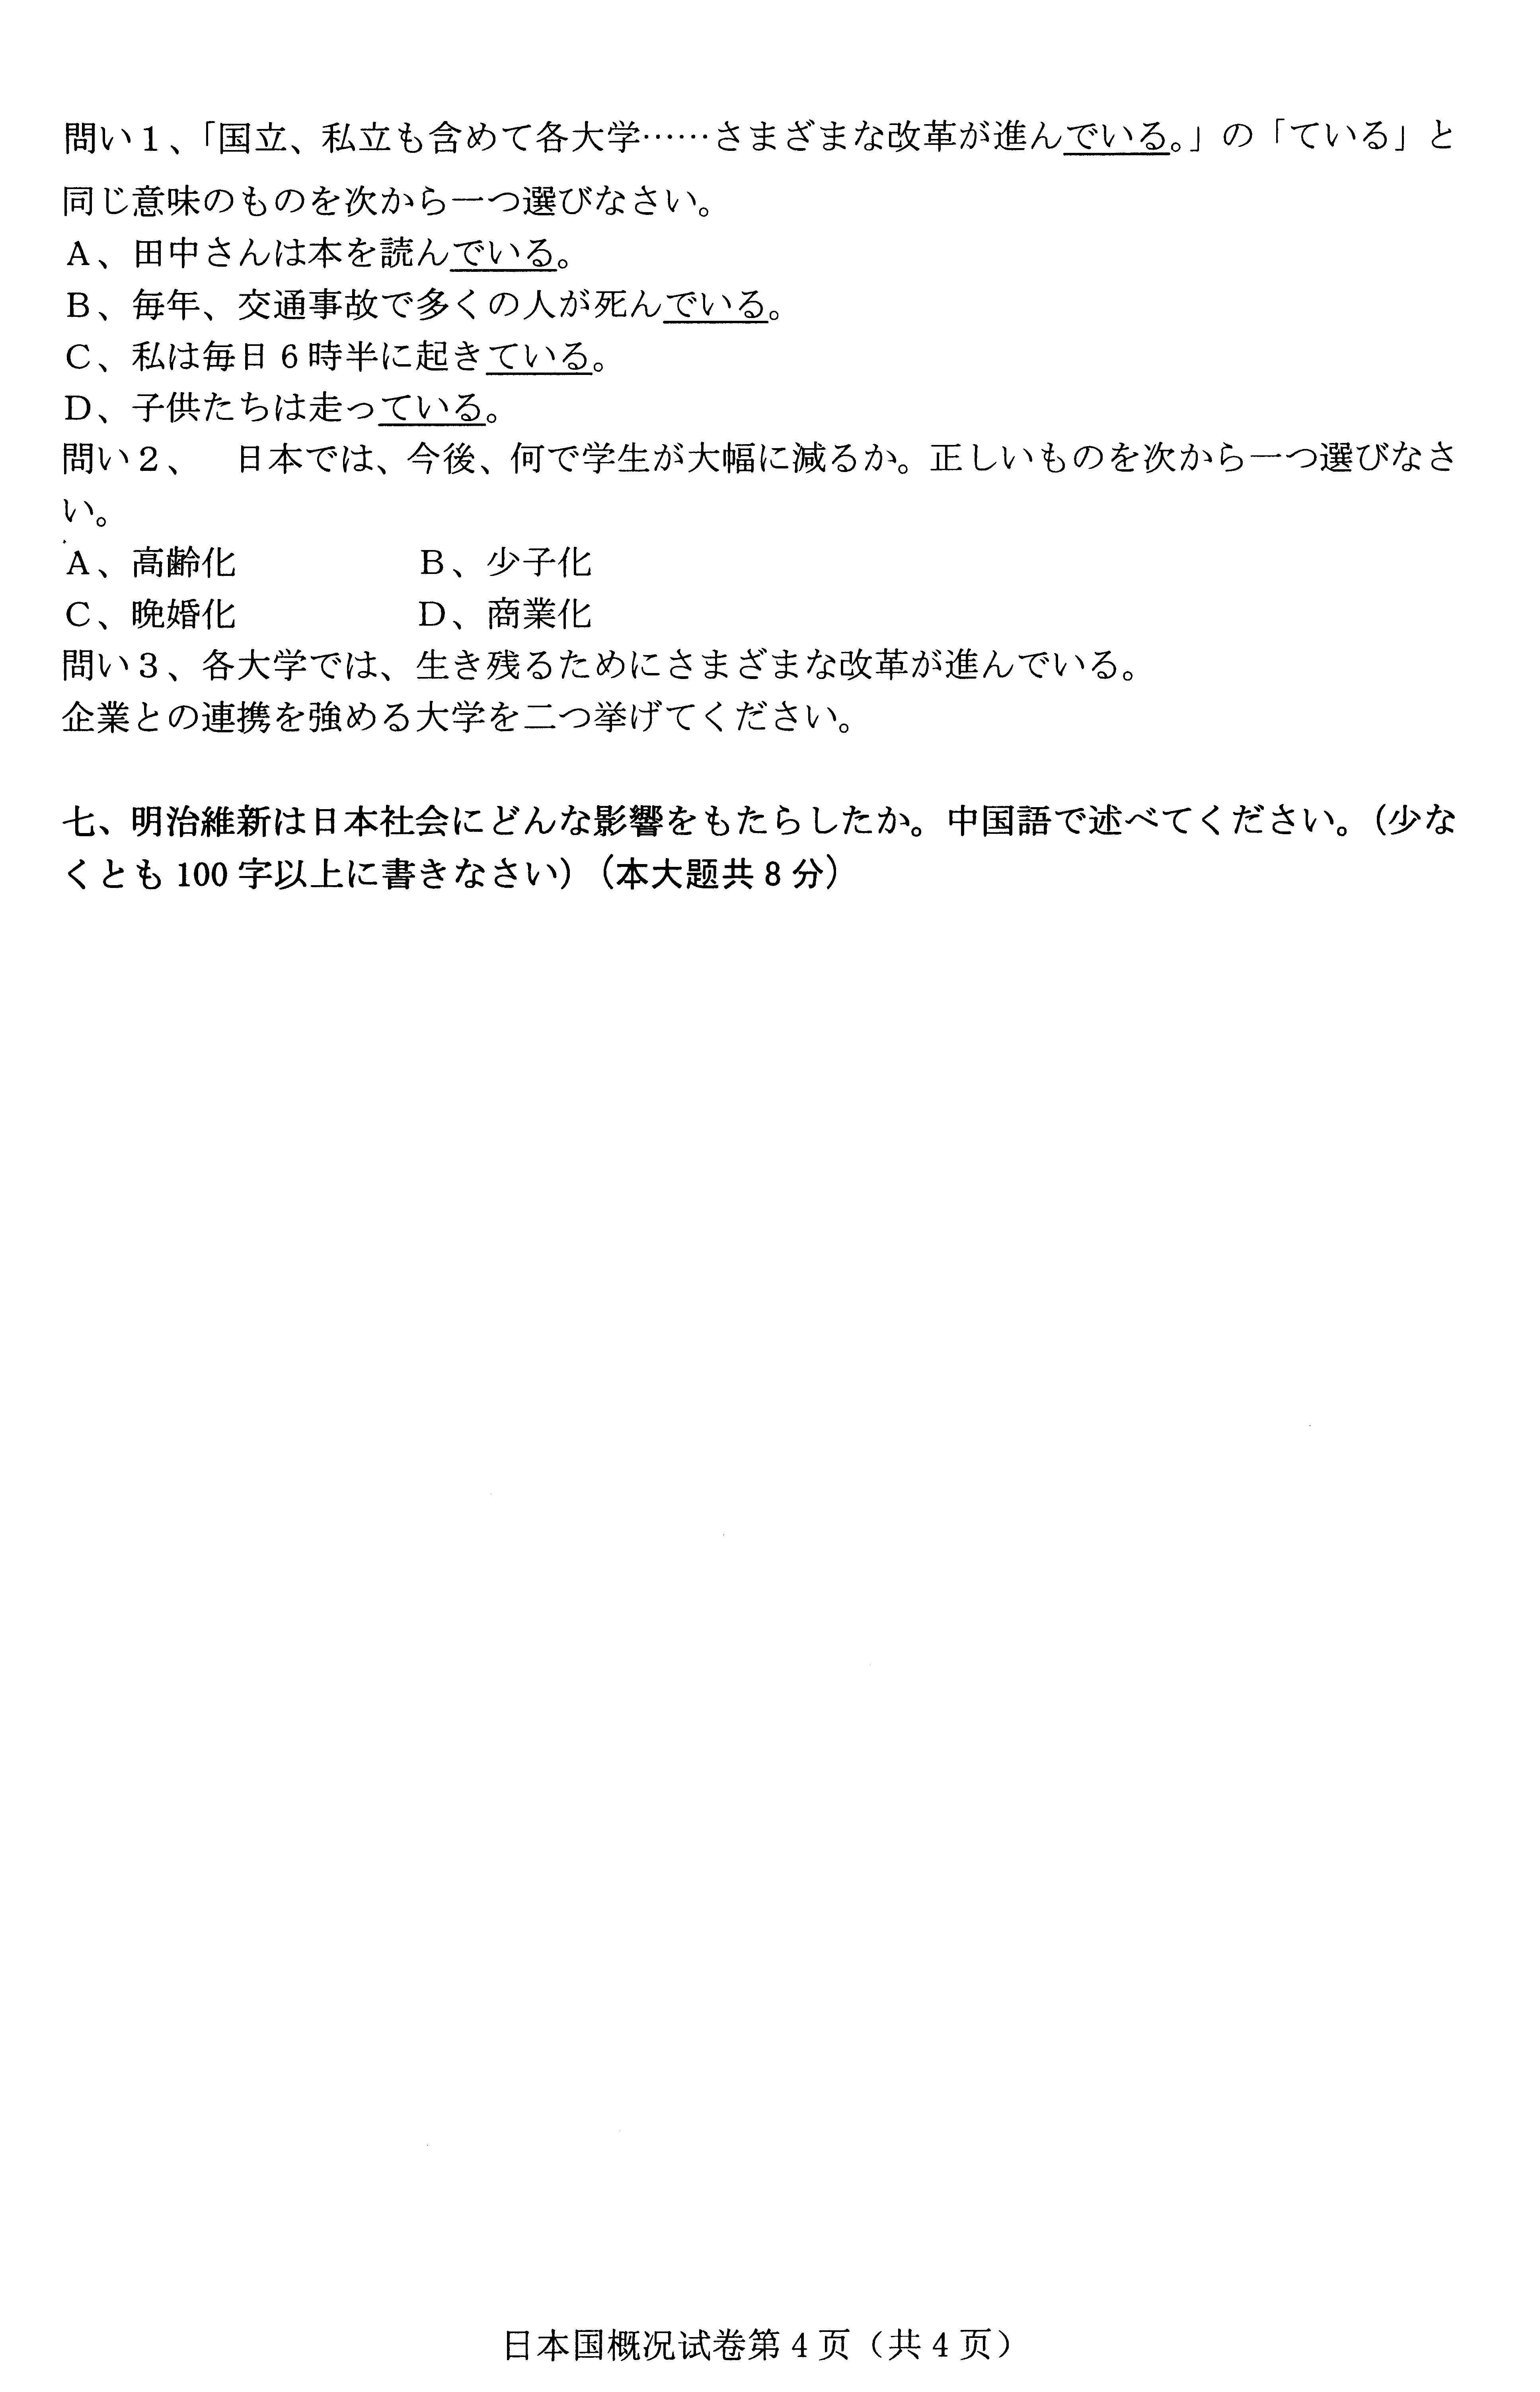 問い１、「国立、私立も含めて各大学……さまざまな改革が進んでいる。」の「ている」と
同じ意味のものを次から一つ選びなさい。
Ａ、田中さんは本を読んでいる。
Ｂ、毎年、交通事故で多くの人が死んでいる。
Ｃ、私は毎日６時半に起きている。
Ｄ、子供たちは走っている。
問い２、　日本では、今後、何で学生が大幅に減るか。正しいものを次から一つ選びなさ
い。
Ａ、高齢化　　　　　Ｂ、少子化
Ｃ、晩婚化　　　　　Ｄ、商業化
問い３、各大学では、生き残るためにさまざまな改革が進んでいる。
企業との連携を強める大学を二つ挙げてください。
七、明治維新は日本社会にどんな影響をもたらしたか。中国語で述べてください。（少な
くとも 100 字以上に書きなさい）（本大题共 8 分）
日本国概况试卷第 4 页（共 4 页）